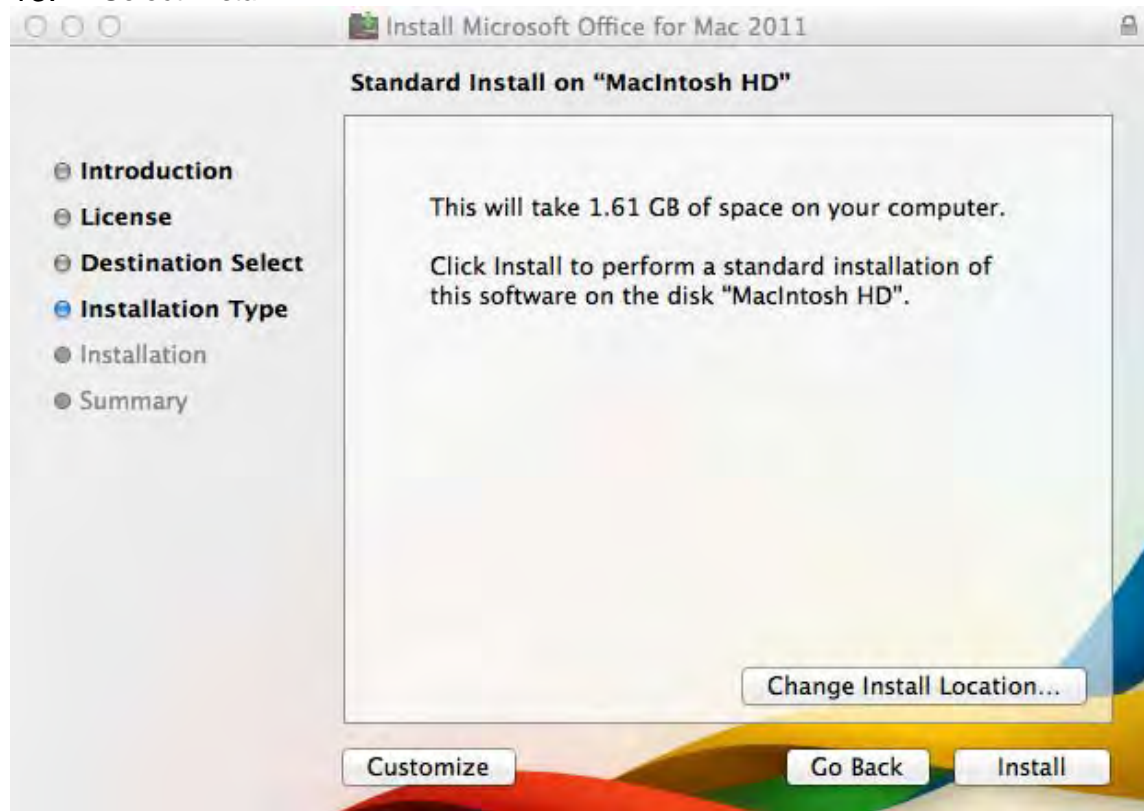 Install Microsoft Office for Mac 2011
Standard Install on “MacIntosh HD”
Introduction
License
Destination Select
Installation Type
Installation
Summary
This will take 1.61 GB of space on your computer.
Click Install to perform a standard installation of
this software on the disk “MacIntosh HD”.
Change Install Location...
Customize
Go Back
Install